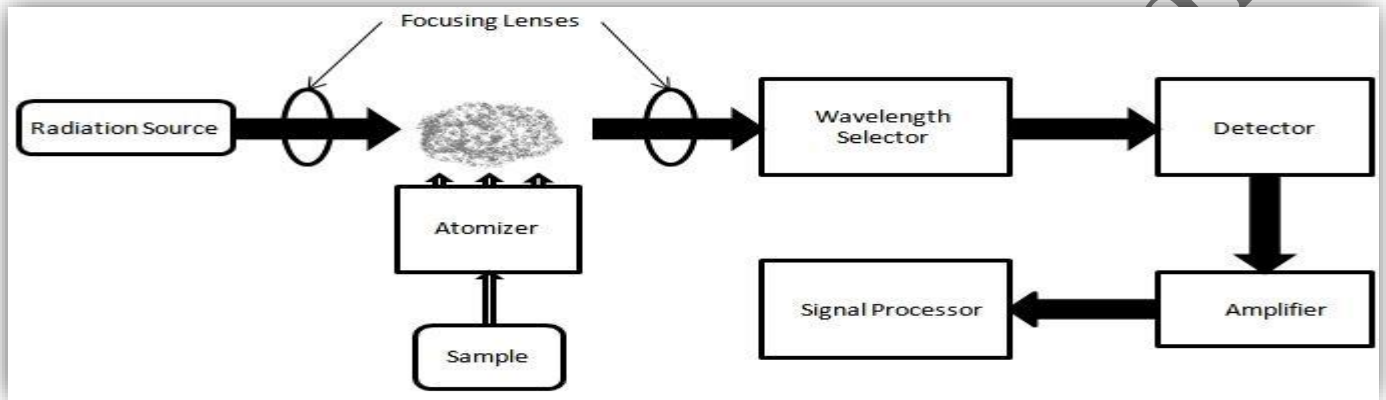 Focusing Lenses
Radiation Source
Wavelength
Selector
Detector
Atomizer
Signal Processor
Amplifier
Sample